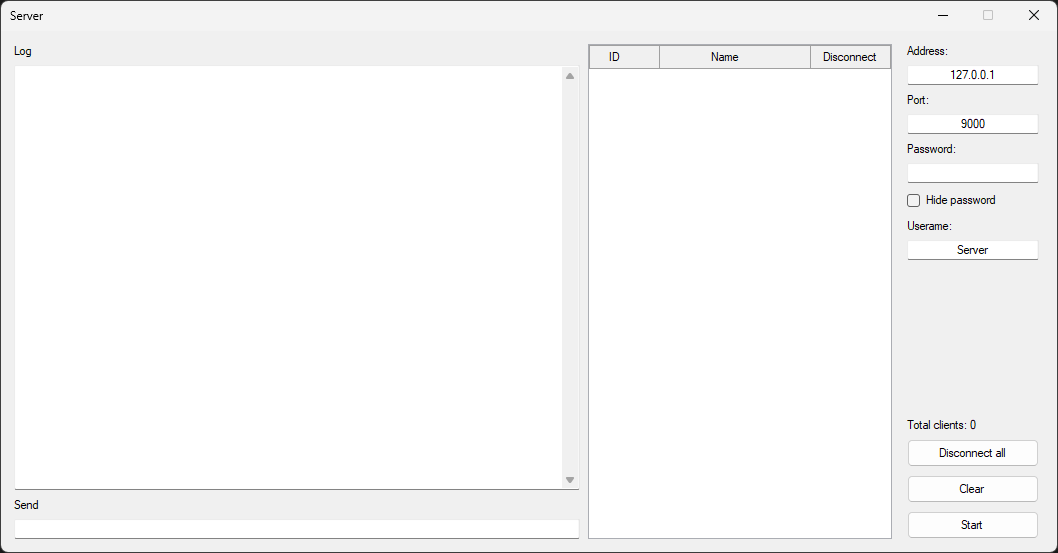 Server
Log
Send
ID Name Disconnect
Address:
127.0.0.1
Port:
9000
Password:
Hide password
Userame:
Server
Total clients: 0
Disconnect all
Clear
Start